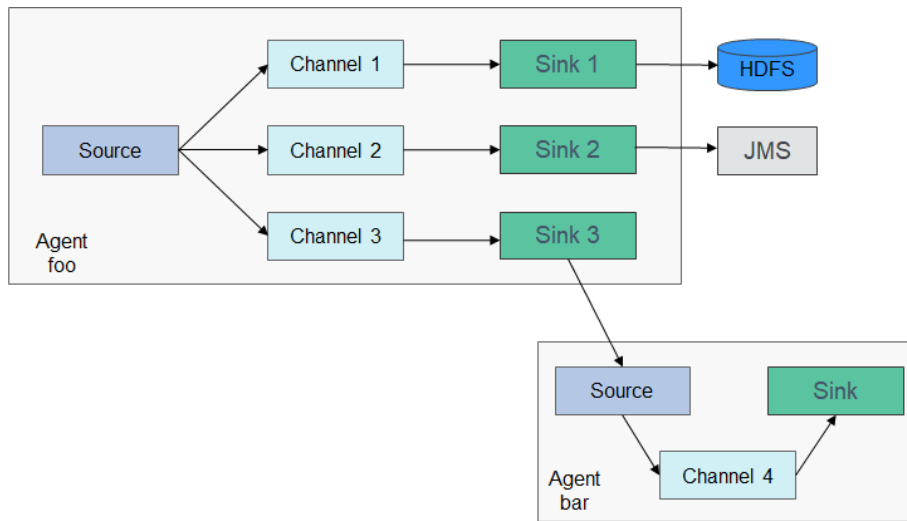 Channel 1
Sink 1
HDFS
Source
Channel 2
Sink 2
JMS
Channel 3
Sink 3
Agent
foo
Source
Sink
Channel 4
Agent
bar